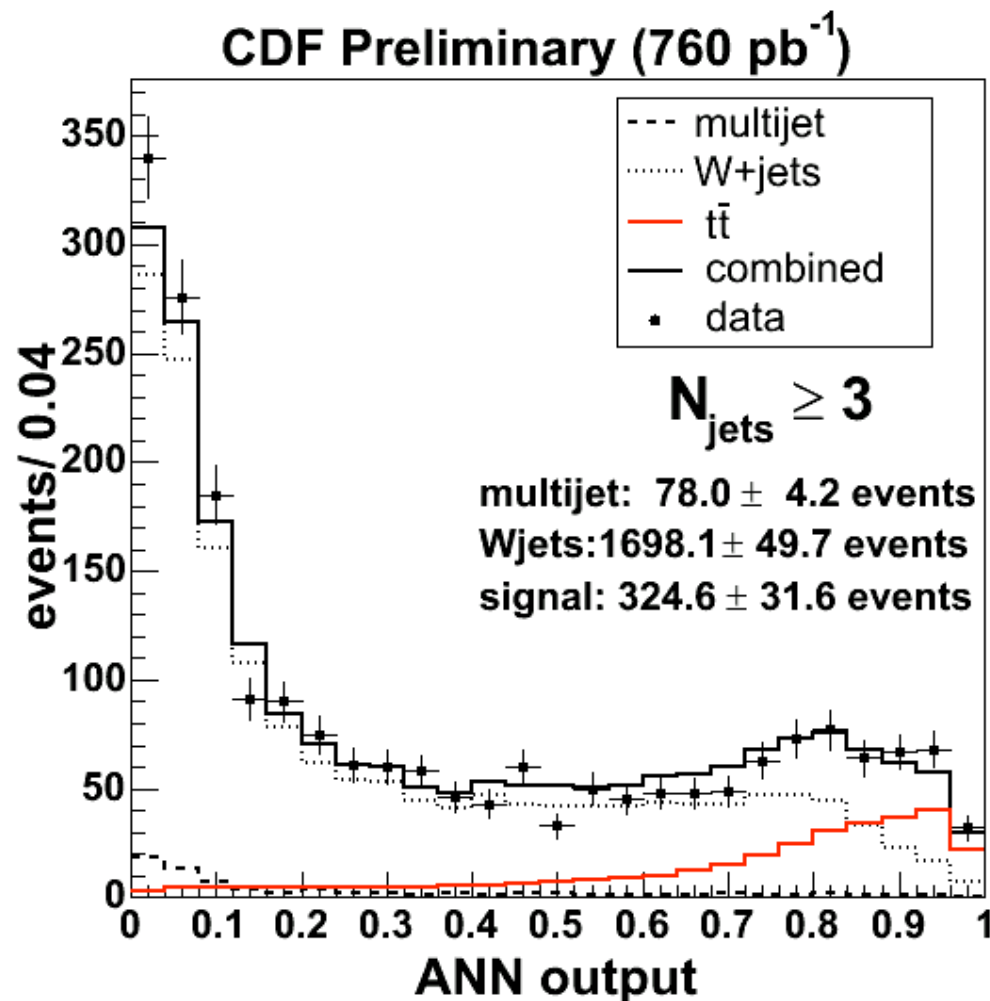 CDF Preliminary (760 pb⁻¹)
events/ 0.04
350
300
250
200
150
100
50
0
multijet
W+jets
tt̄
combined
data
N_jets ≥ 3
multijet: 78.0 ± 4.2 events
Wjets:1698.1± 49.7 events
signal: 324.6 ± 31.6 events
0 0.1 0.2 0.3 0.4 0.5 0.6 0.7 0.8 0.9 1
ANN output